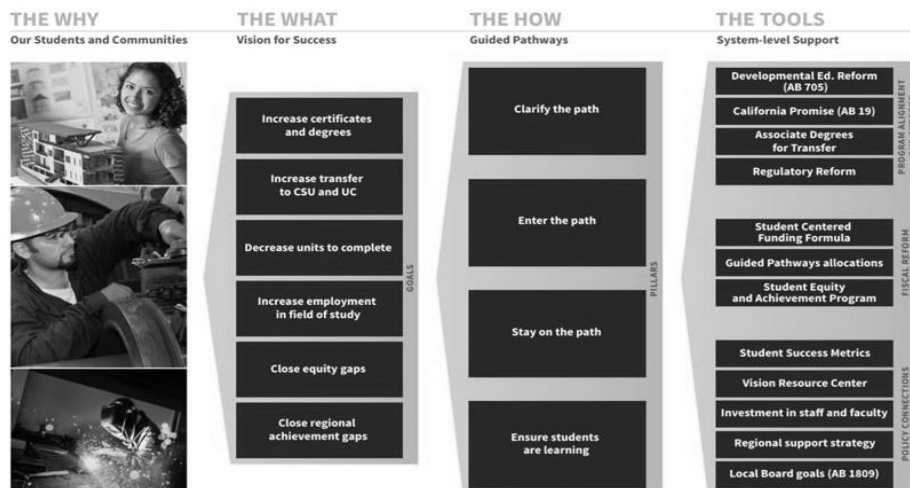 THE WHY
Our Students and Communities
THE WHAT
Vision for Success
Increase certificates
and degrees
Increase transfer
to CSU and UC
Decrease units to complete
Increase employment
in field of study
Close equity gaps
Close regional
achievement gaps
GOALS
THE HOW
Guided Pathways
Clarify the path
Enter the path
Stay on the path
Ensure students
are learning
PILLARS
THE TOOLS
System-level Support
Developmental Ed. Reform
(AB 705)
California Promise (AB 19)
Associate Degrees
for Transfer
Regulatory Reform
PROGRAM ALIGNMENT
Student Centered
Funding Formula
Guided Pathways allocations
Student Equity
and Achievement Program
FISCAL REFORM
Student Success Metrics
Vision Resource Center
Investment in staff and faculty
Regional support strategy
Local Board goals (AB 1809)
POLICY CONNECTIONS